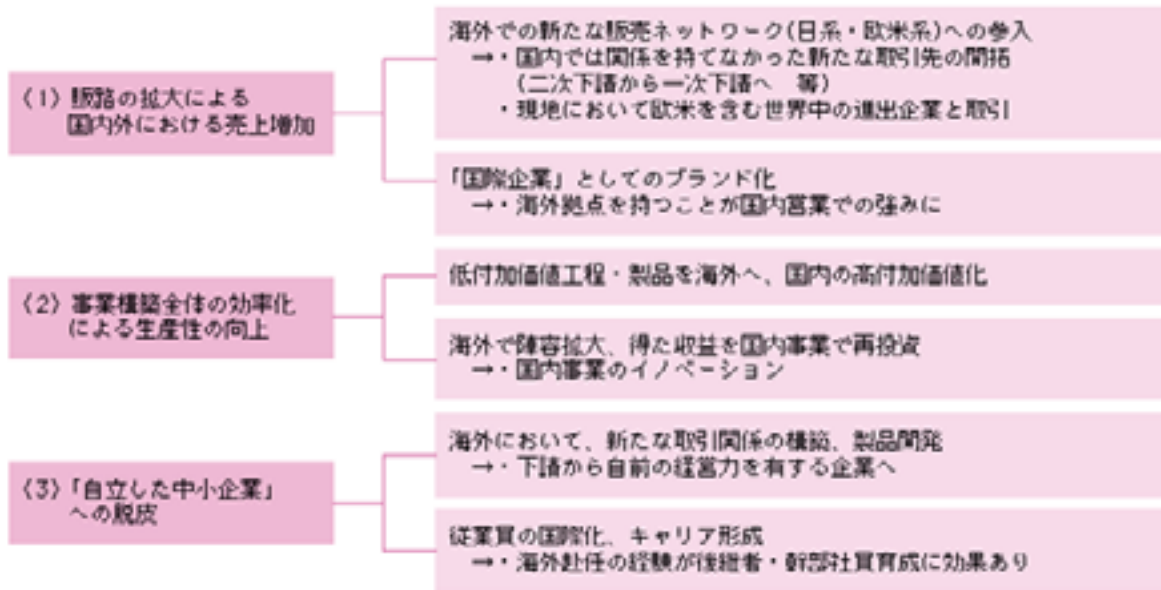 (1) 販路の拡大による
国内外における売上増加
海外での新たな販売ネットワーク(日系・欧米系)への参入
→・国内では関係を持てなかった新たな取引先の開拓
(二次下請から一次下請へ 等)
・現地において欧米を含む世界中の進出企業と取引
「国際企業」としてのブランド化
→・海外拠点を持つことが国内営業での強みに
(2) 事業構築全体の効率化
による生産性の向上
低付加価値工程・製品を海外へ、国内の高付加価値化
海外で陣容拡大、得た収益を国内事業で再投資
→・国内事業のイノベーション
(3)「自立した中小企業」
への脱皮
海外において、新たな取引関係の構築、製品開発
→・下請から自前の経営力を有する企業へ
従業員の国際化、キャリア形成
→・海外赴任の経験が後継者・幹部社員育成に効果あり